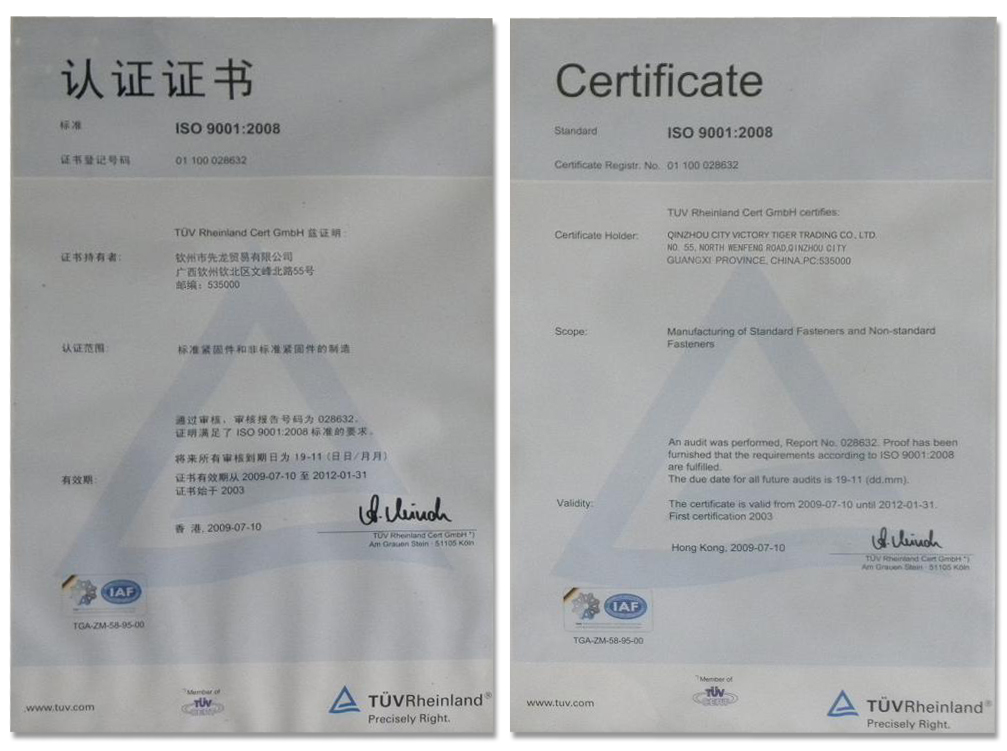 认证证书
标准 ISO 9001:2008
证书登记号码 01 100 028632
TÜV Rheinland Cert GmbH 兹证明:
证书持有者: 钦州市先龙贸易有限公司
广西钦州钦北区文峰北路55号
邮编: 535000
认证范围: 标准紧固件和非标准紧固件的制造
通过审核, 审核报告号码为 028632,
证明满足了 ISO 9001:2008 标准的要求。
将来所有审核到期日为 19-11 (日日/月月)
有效期: 证书有效期从 2009-07-10 至 2012-01-31
证书始于 2003
香 港, 2009-07-10
TÜV Rheinland Cert GmbH *)
Am Grauen Stein · 51105 Köln
IAF
TGA-ZM-58-95-00
www.tuv.com
*) Member of
TÜV
CERT
TÜVRheinland®
Precisely Right.
Certificate
Standard ISO 9001:2008
Certificate Registr. No. 01 100 028632
TÜV Rheinland Cert GmbH certifies:
Certificate Holder: QINZHOU CITY VICTORY TIGER TRADING CO., LTD.
NO. 55, NORTH WENFENG ROAD,QINZHOU CITY
GUANGXI PROVINCE, CHINA.PC:535000
Scope: Manufacturing of Standard Fasteners and Non-standard
Fasteners
An audit was performed, Report No. 028632. Proof has been
furnished that the requirements according to ISO 9001:2008
are fulfilled.
The due date for all future audits is 19-11 (dd.mm).
Validity: The certificate is valid from 2009-07-10 until 2012-01-31.
First certification 2003
Hong Kong, 2009-07-10
TÜV Rheinland Cert GmbH *)
Am Grauen Stein · 51105 Köln
IAF
TGA-ZM-58-95-00
www.tuv.com
*) Member of
TÜV
CERT
TÜVRheinland®
Precisely Right.